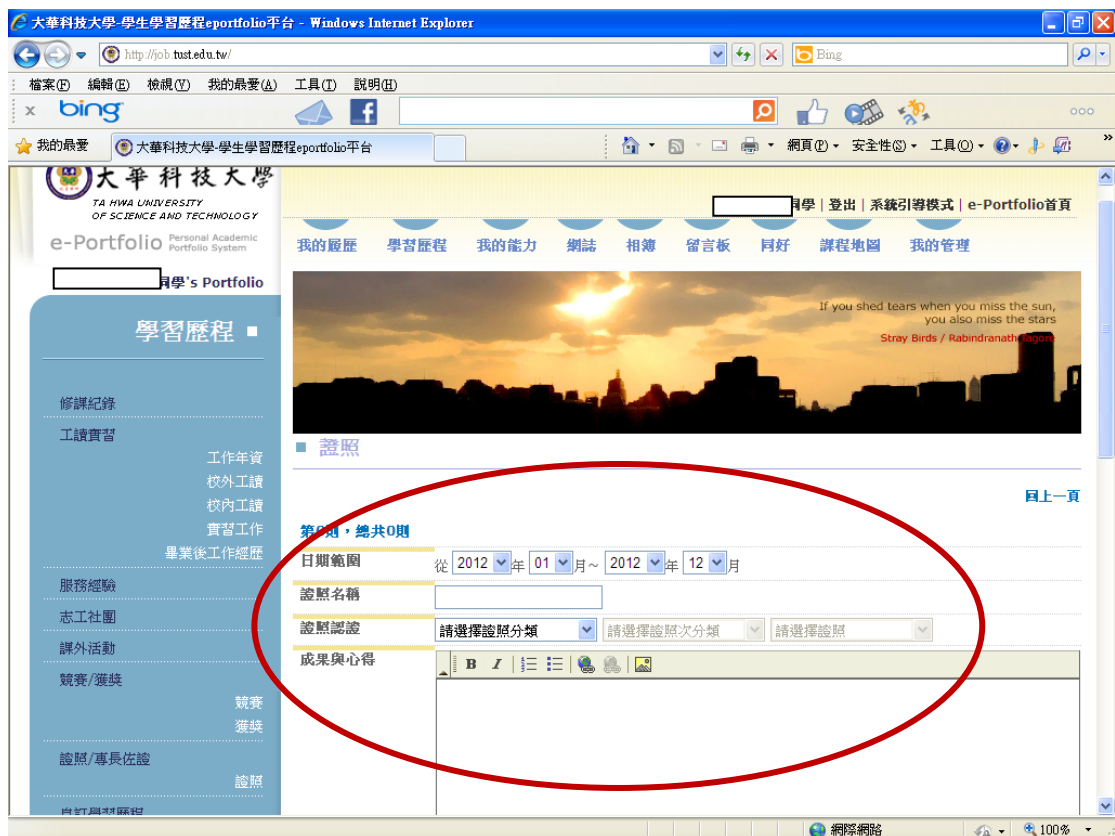 大華科技大學-學生學習歷程eportfolio平台 - Windows Internet Explorer
http://job.tust.edu.tw/
Bing
檔案(F) 編輯(E) 檢視(V) 我的最愛(A) 工具(T) 說明(H)
x bing
我的最愛 大華科技大學-學生學習歷程eportfolio平台 網頁(P) 安全性(S) 工具(O) »
大華科技大學
TA HWA UNIVERSITY
OF SCIENCE AND TECHNOLOGY
同學 | 登出 | 系統引導模式 | e-Portfolio首頁
e-Portfolio Personal Academic Portfolio System
我的履歷 學習歷程 我的能力 網誌 相簿 留言板 同好 課程地圖 我的管理
同學's Portfolio
If you shed tears when you miss the sun,
you also miss the stars
Stray Birds / Rabindranath Tagore
學習歷程
修課紀錄
工讀實習
工作年資
校外工讀
校內工讀
實習工作
畢業後工作經歷
服務經驗
志工社團
課外活動
競賽/獲獎
競賽
獲獎
證照/專長佐證
證照
自訂學習歷程
證照
回上一頁
第0則，總共0則
日期範圍 從 2012 年 01 月~ 2012 年 12 月
證照名稱
證照認證 請選擇證照分類 請選擇證照次分類 請選擇證照
成果與心得
B I
網際網路 100%